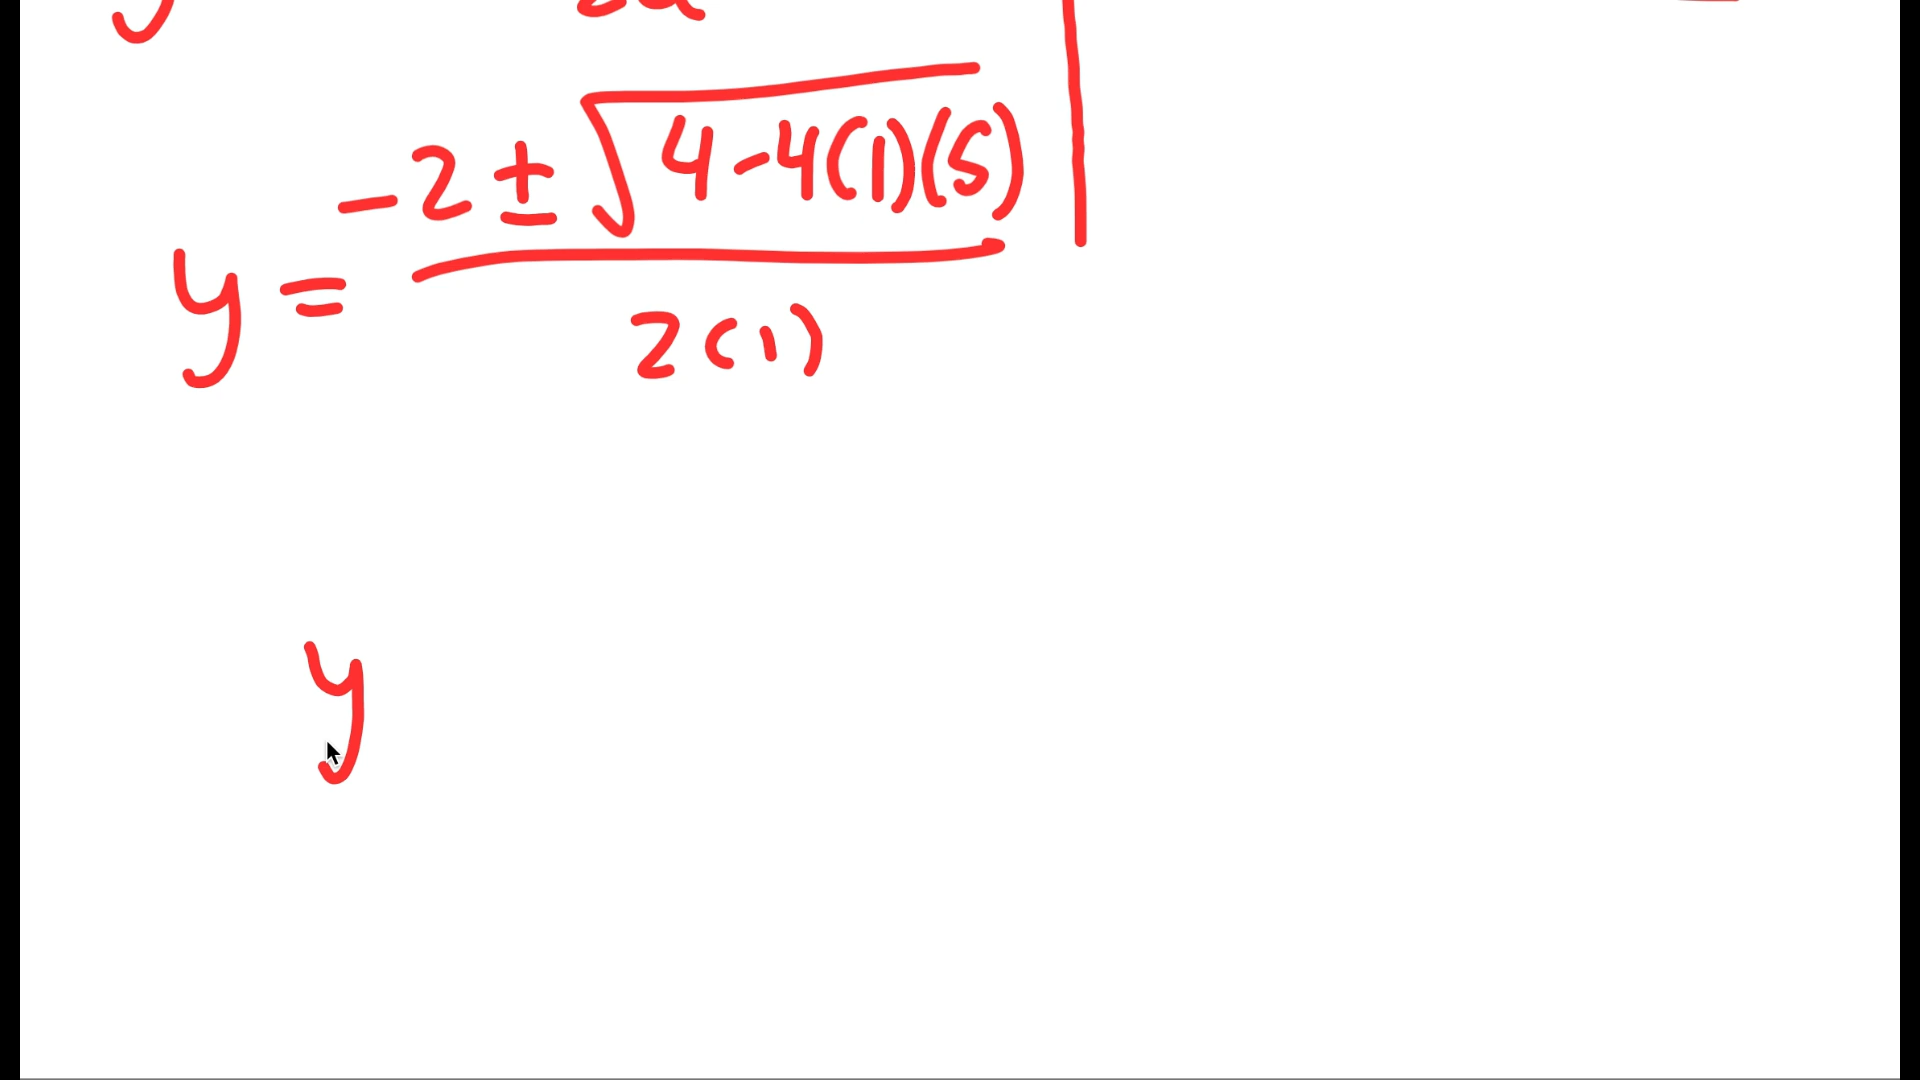 y = -2 ± √4-4(1)(5) / 2(1)
y